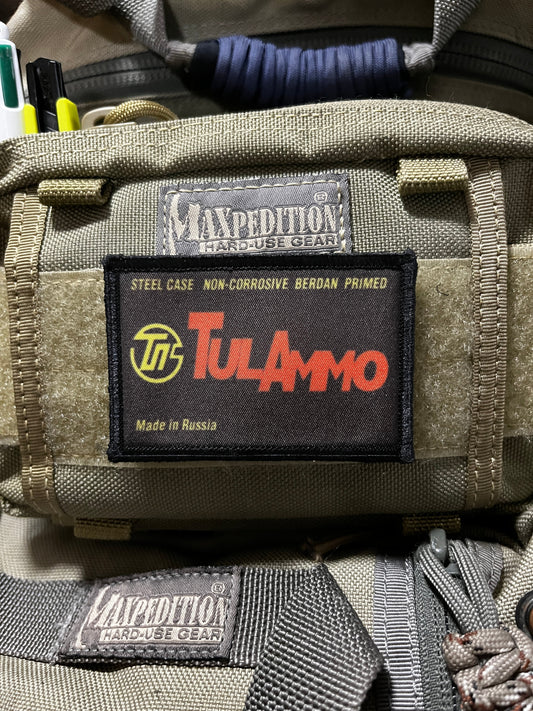 MAXPEDITION®
HARD-USE GEAR
STEEL CASE NON-CORROSIVE BERDAN PRIMED
TULAMMO
Made in Russia
MAXPEDITION®
HARD-USE GEAR